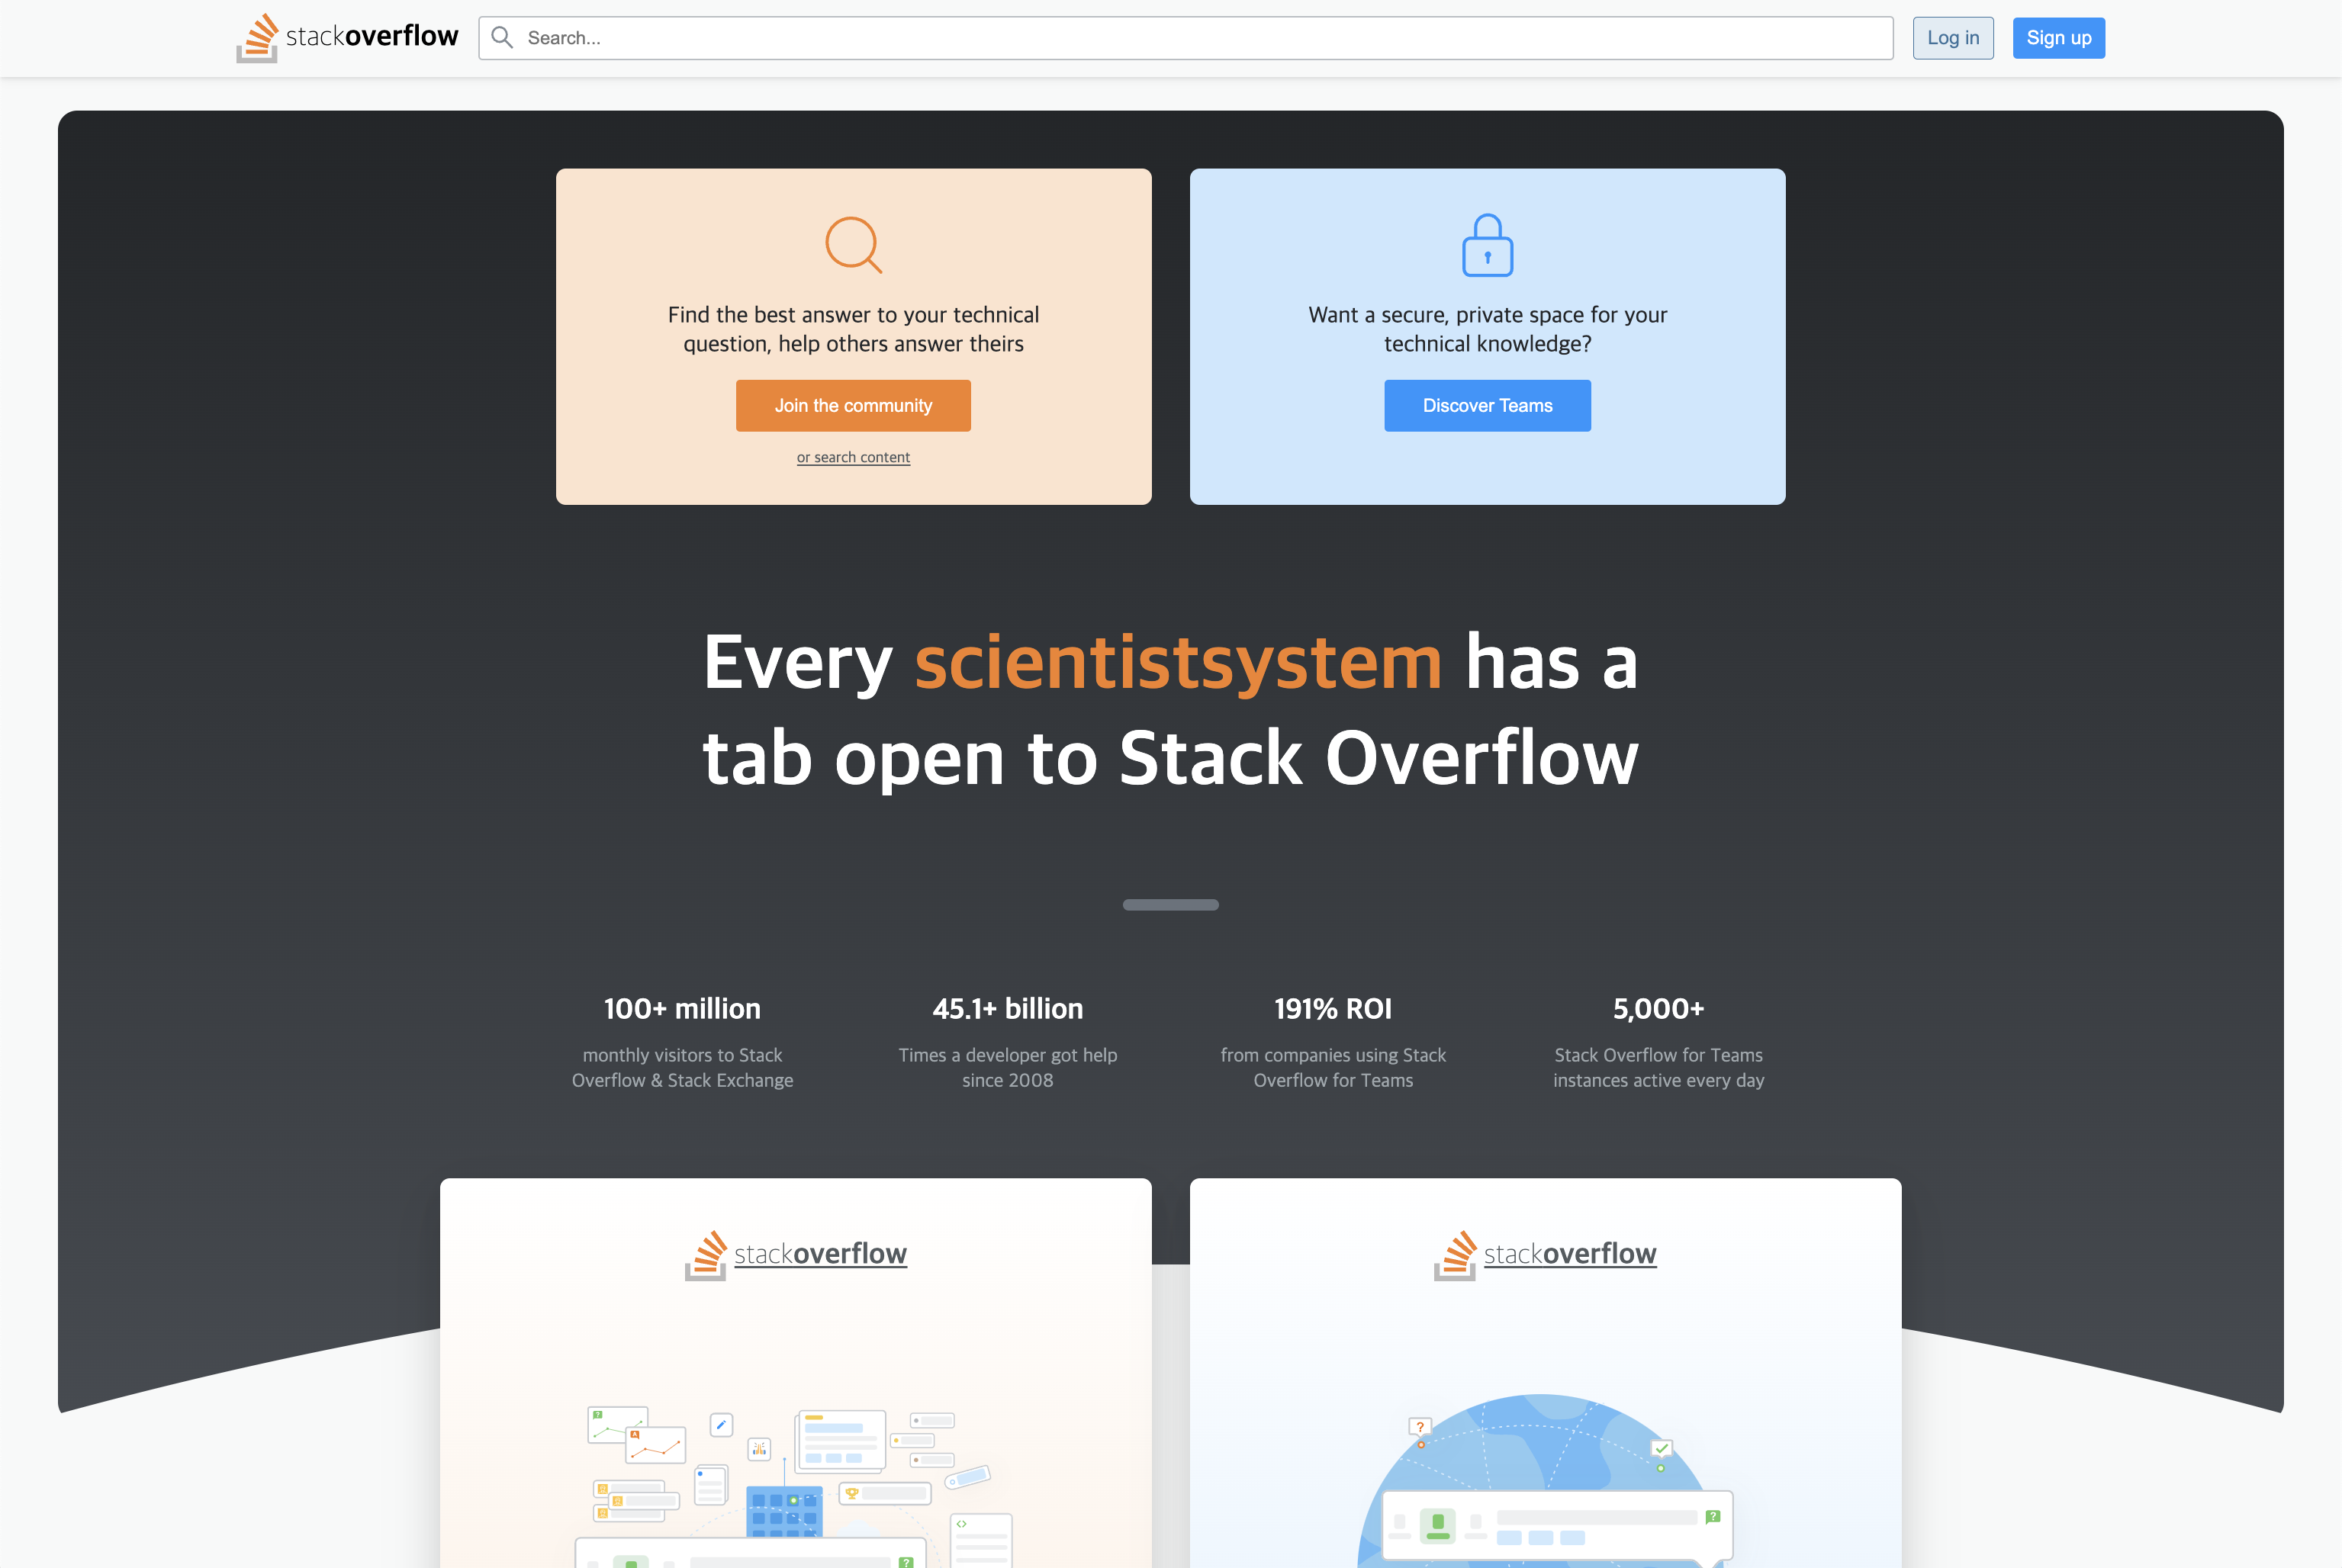 stackoverflow
Search...
Log in
Sign up
Find the best answer to your technical
question, help others answer theirs
Join the community
or search content
Want a secure, private space for your
technical knowledge?
Discover Teams
Every scientistsystem has a
tab open to Stack Overflow
100+ million
monthly visitors to Stack
Overflow & Stack Exchange
45.1+ billion
Times a developer got help
since 2008
191% ROI
from companies using Stack
Overflow for Teams
5,000+
Stack Overflow for Teams
instances active every day
stackoverflow
?
A
<>
?
stackoverflow
?
?